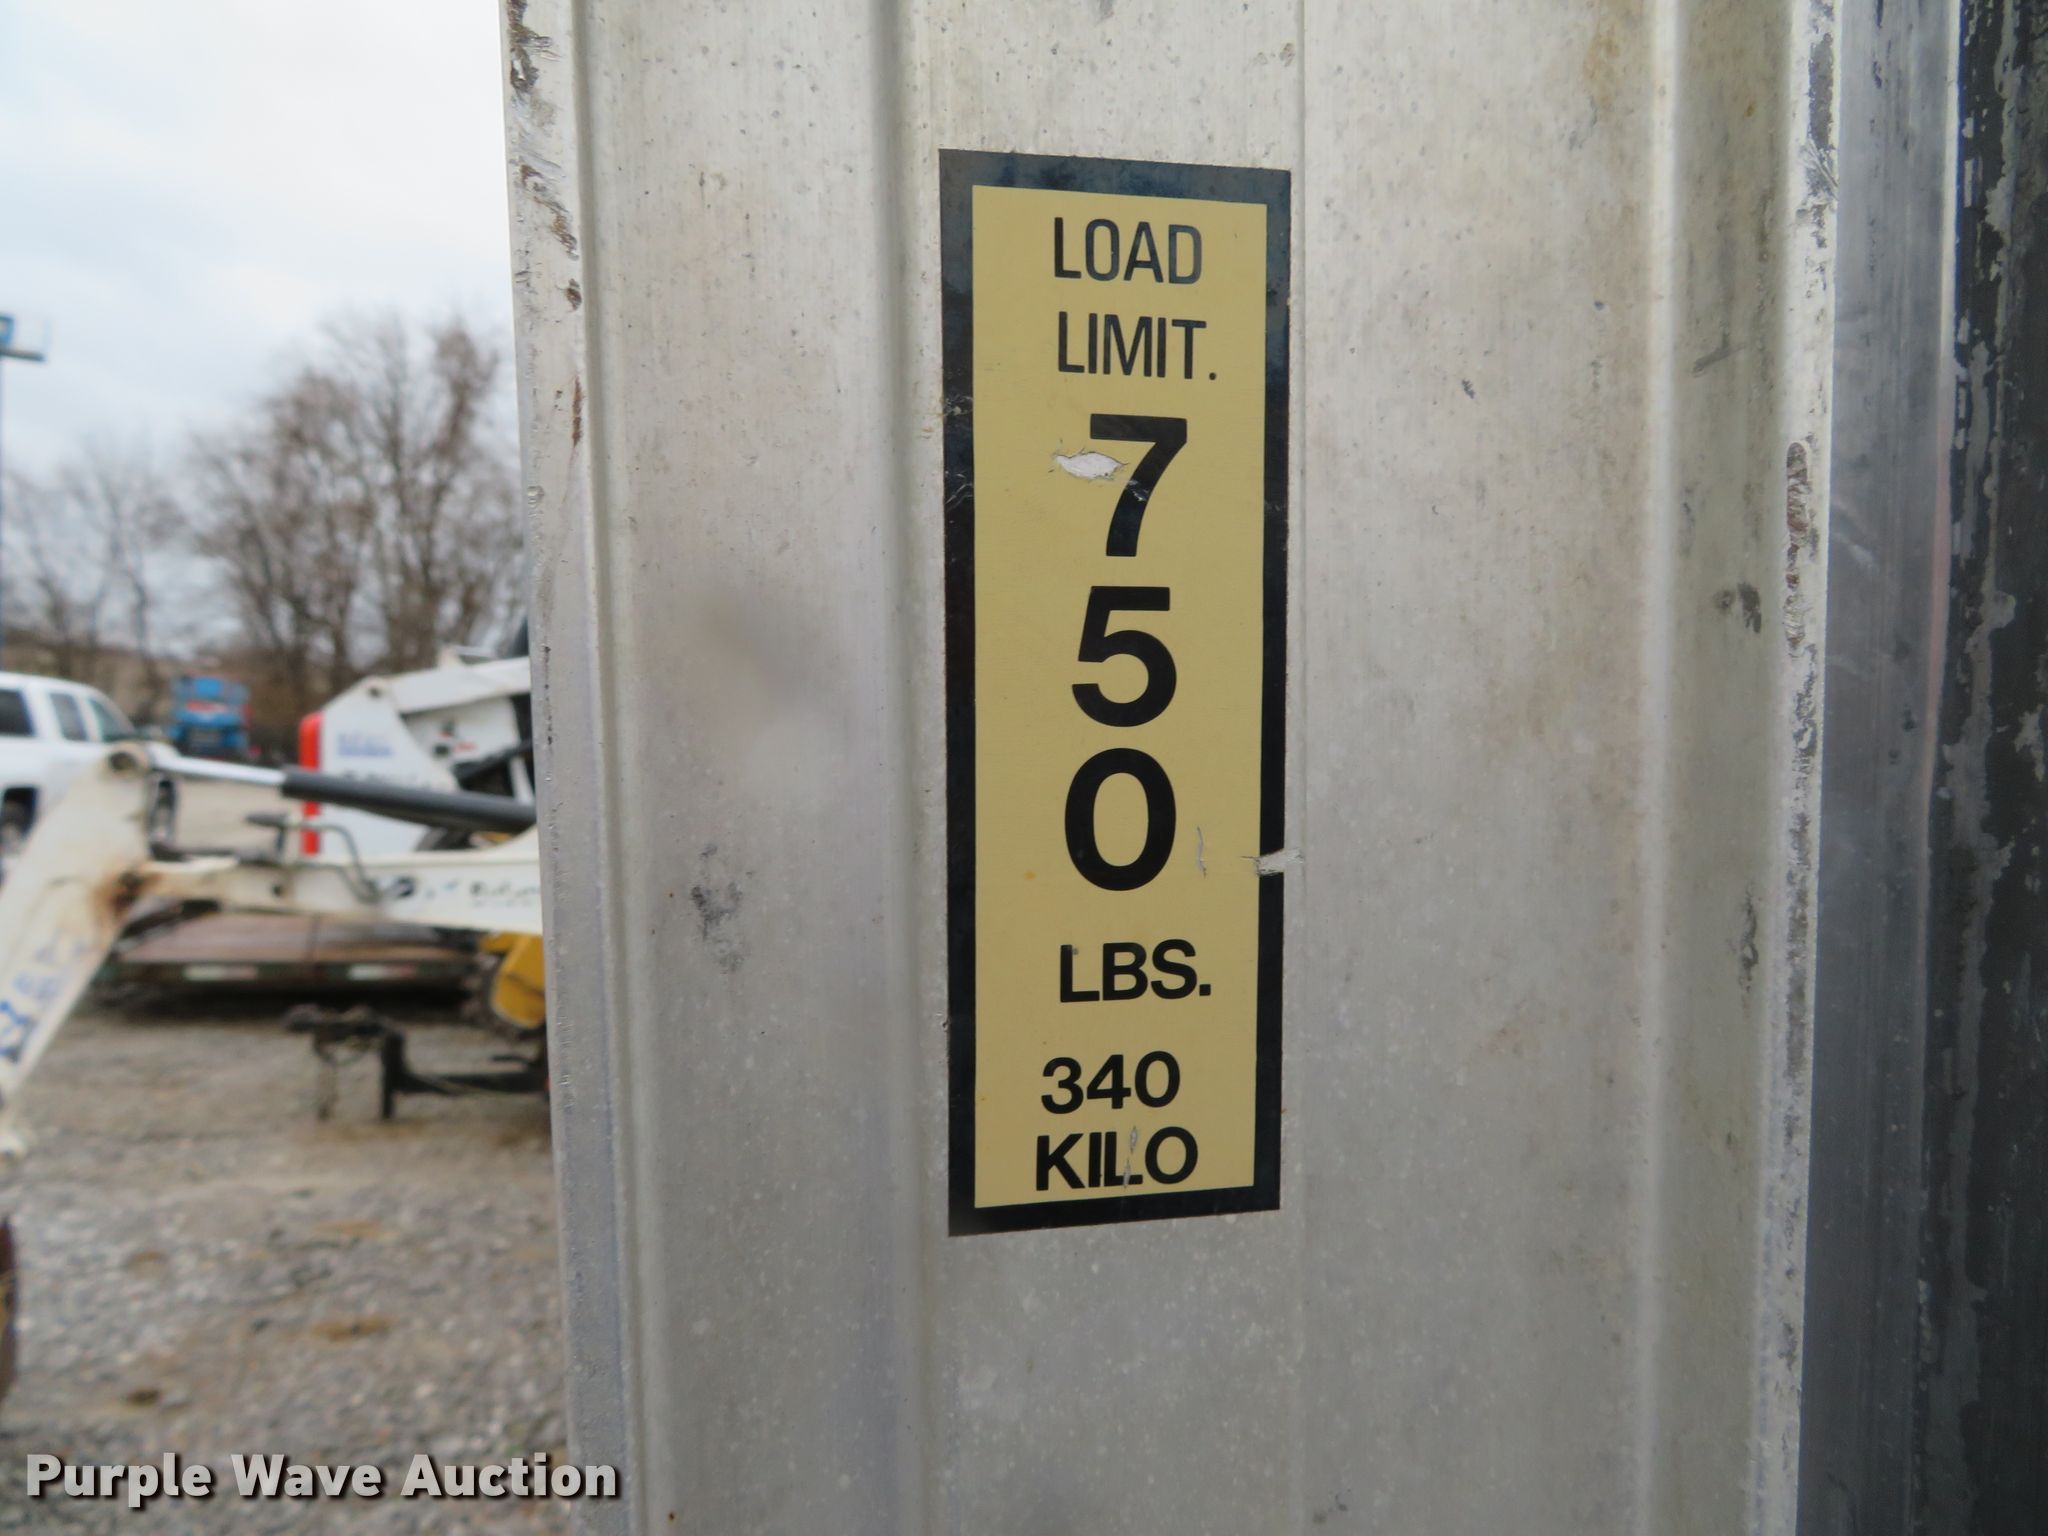 LOAD
LIMIT.
7
5
0
LBS.
340
KILO
Purple Wave Auction